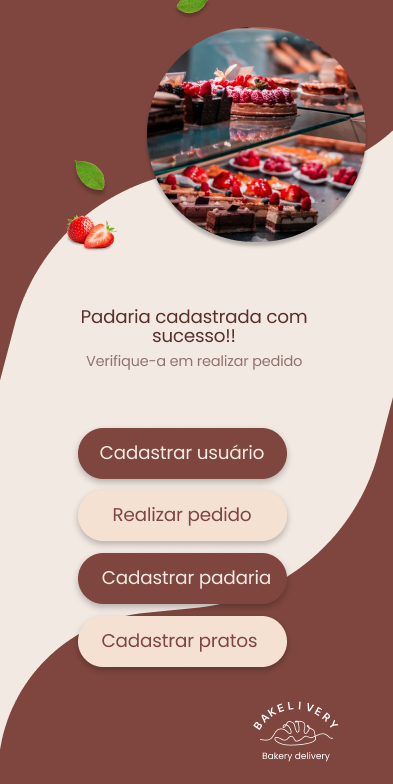 Padaria cadastrada com
sucesso!!
Verifique-a em realizar pedido
Cadastrar usuário
Realizar pedido
Cadastrar padaria
Cadastrar pratos
BAKELIVERY
Bakery delivery